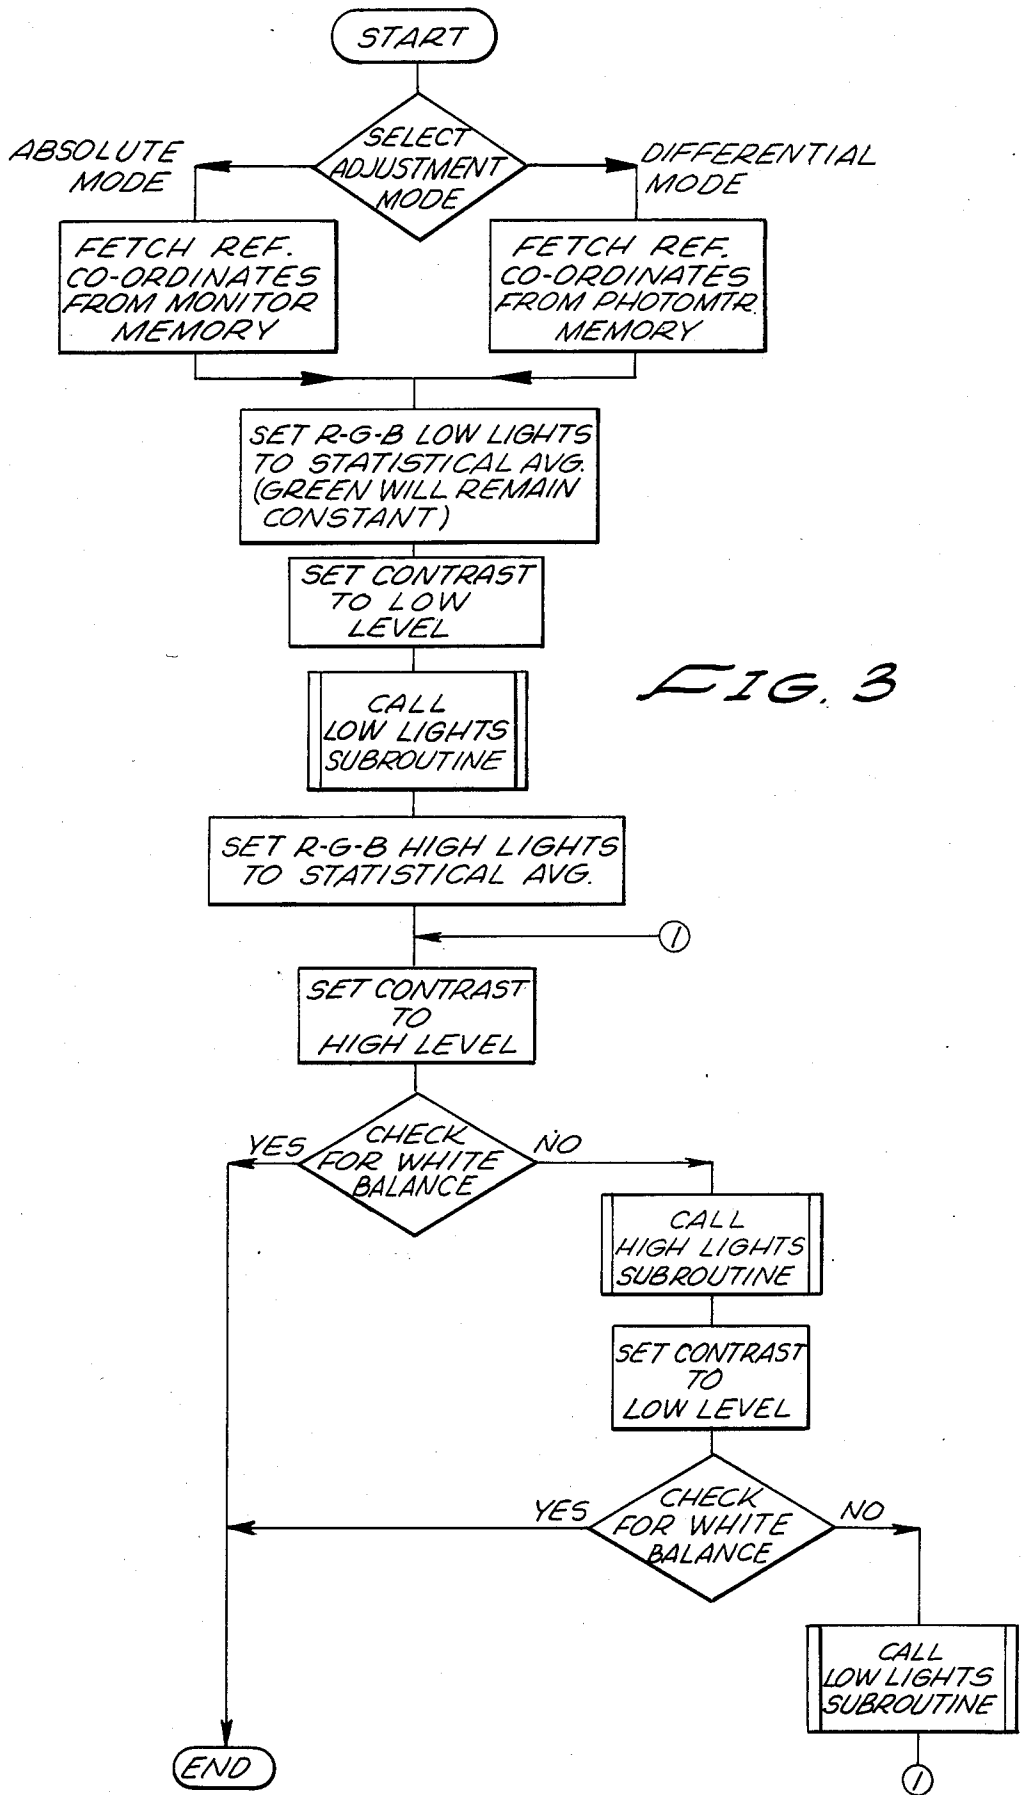 START
SELECT
ADJUSTMENT
MODE
ABSOLUTE
MODE
DIFFERENTIAL
MODE
FETCH REF.
CO-ORDINATES
FROM MONITOR
MEMORY
FETCH REF.
CO-ORDINATES
FROM PHOTOMTR.
MEMORY
SET R-G-B LOW LIGHTS
TO STATISTICAL AVG.
(GREEN WILL REMAIN
CONSTANT)
SET CONTRAST
TO LOW
LEVEL
FIG. 3
CALL
LOW LIGHTS
SUBROUTINE
SET R-G-B HIGH LIGHTS
TO STATISTICAL AVG.
1
SET CONTRAST
TO
HIGH LEVEL
CHECK
FOR WHITE
BALANCE
YES
NO
CALL
HIGH LIGHTS
SUBROUTINE
SET CONTRAST
TO
LOW LEVEL
CHECK
FOR WHITE
BALANCE
YES
NO
CALL
LOW LIGHTS
SUBROUTINE
END
1